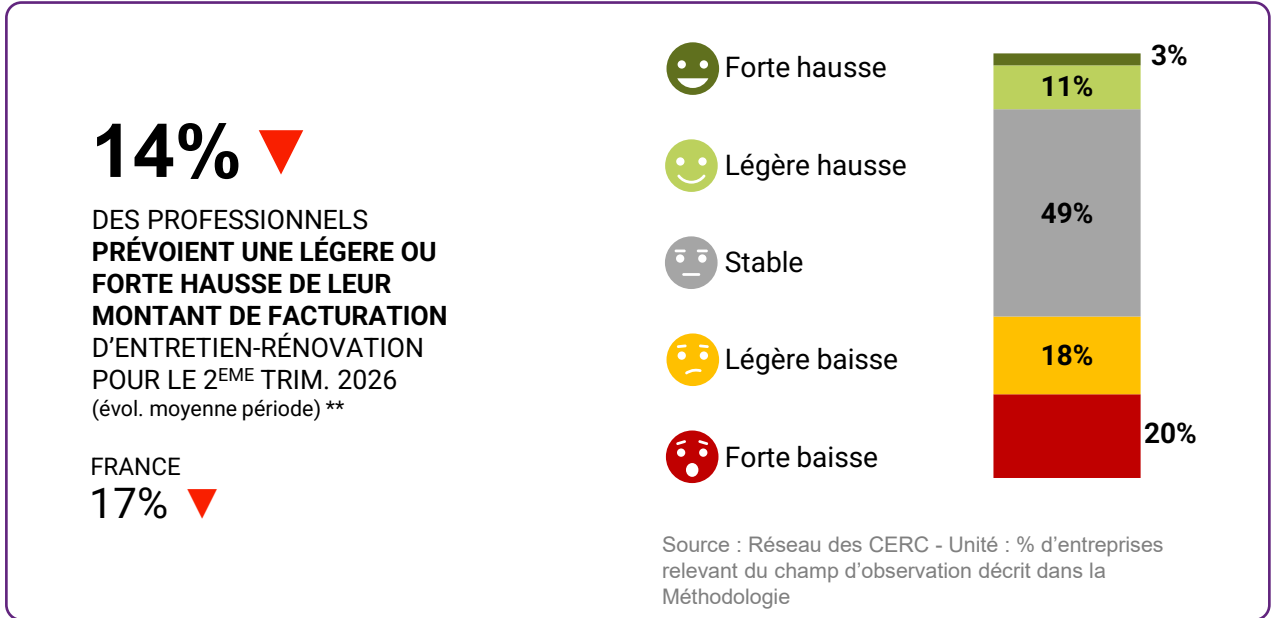 14%
DES PROFESSIONNELS
PRÉVOIENT UNE LÉGERE OU
FORTE HAUSSE DE LEUR
MONTANT DE FACTURATION
D'ENTRETIEN-RÉNOVATION
POUR LE 2EME TRIM. 2026
(évol. moyenne période) **
FRANCE
17%
Forte hausse
Légère hausse
Stable
Légère baisse
Forte baisse
3%
11%
49%
18%
20%
Source : Réseau des CERC - Unité : % d'entreprises
relevant du champ d'observation décrit dans la
Méthodologie